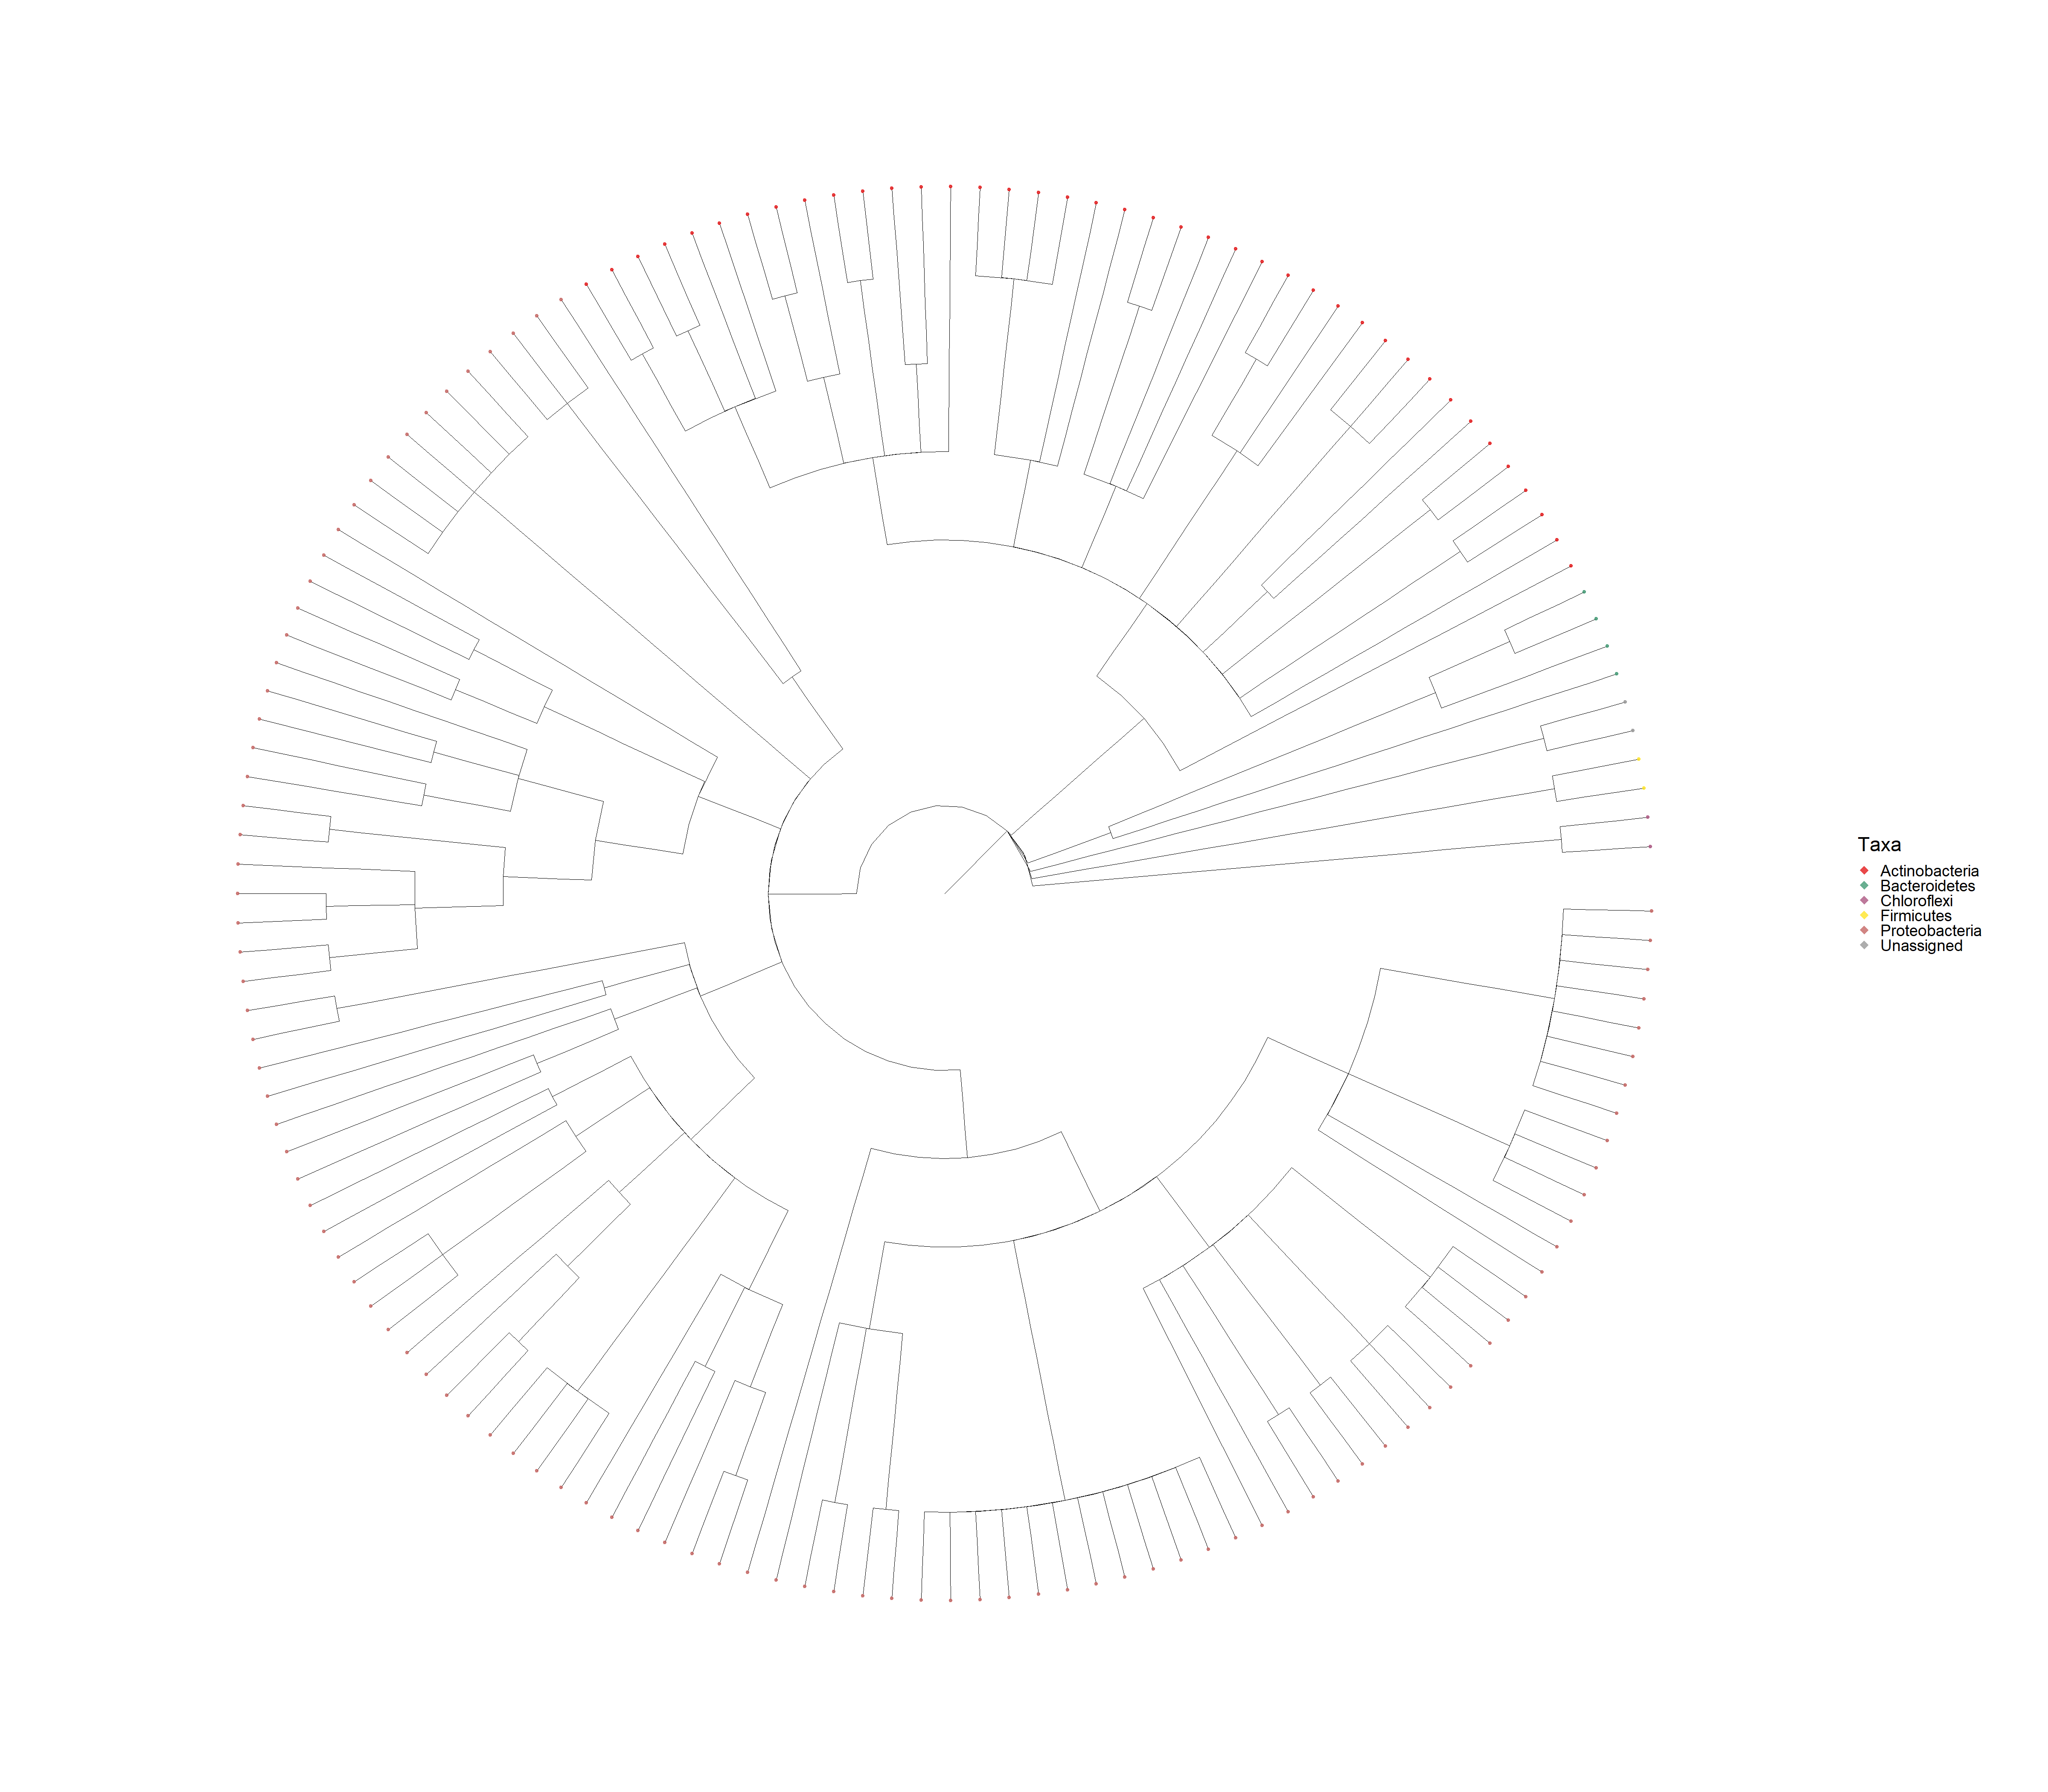 Taxa
Actinobacteria
Bacteroidetes
Chloroflexi
Firmicutes
Proteobacteria
Unassigned